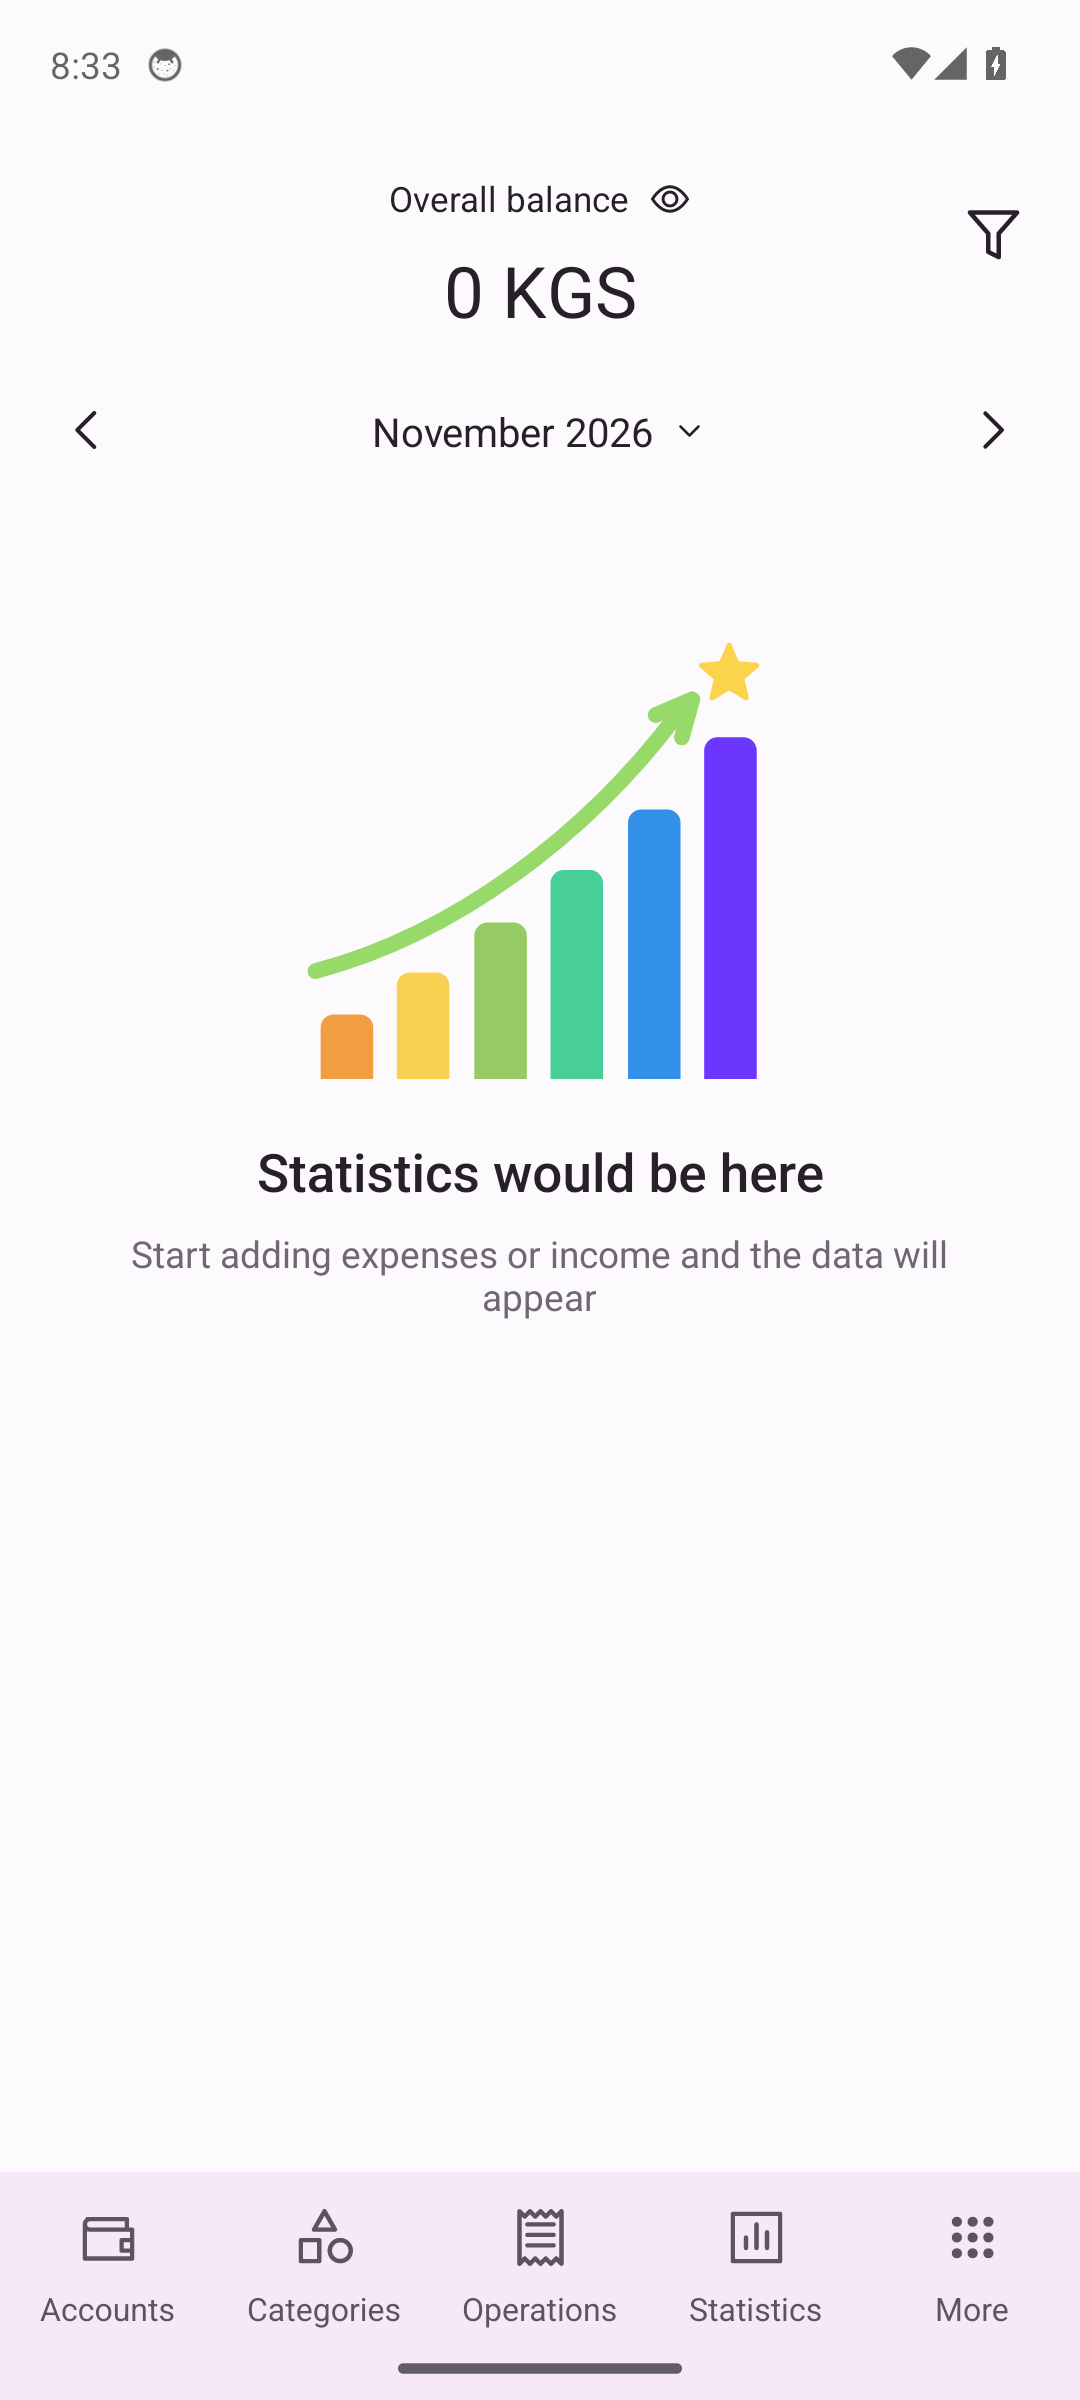 8:33
Overall balance
0 KGS
November 2026
Statistics would be here
Start adding expenses or income and the data will
appear
Accounts
Categories
Operations
Statistics
More